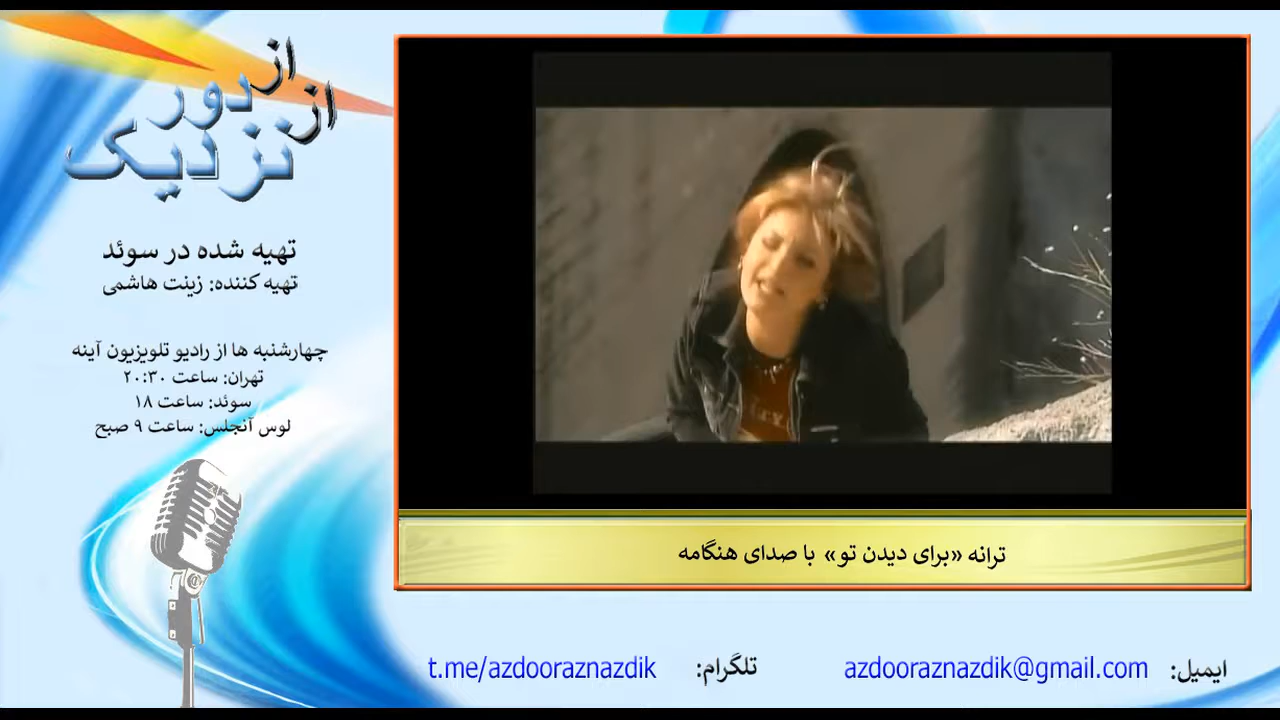 از دور
از نزدیک
تهیه شده در سوئد
تهیه کننده: زینت هاشمی
چهارشنبه ها از رادیو تلویزیون آینه
تهران: ساعت ۲۰:۳۰
سوئد: ساعت ۱۸
لوس آنجلس: ساعت ۹ صبح
ترانه «برای دیدن تو» با صدای هنگامه
ایمیل: azdooraznazdik@gmail.com تلگرام: t.me/azdooraznazdik